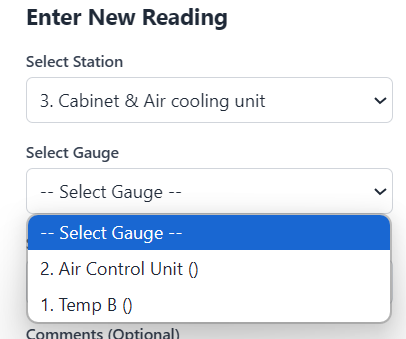 Enter New Reading
Select Station
3. Cabinet & Air cooling unit
Select Gauge
-- Select Gauge --
-- Select Gauge --
2. Air Control Unit ()
1. Temp B ()
Comments (Optional)